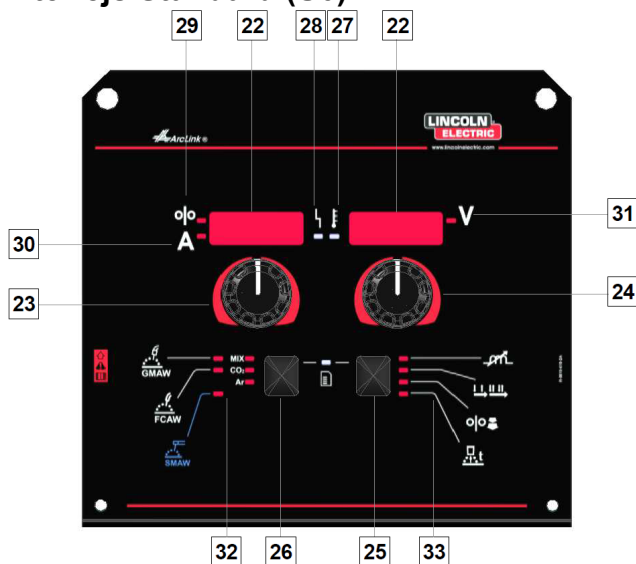 29 22 28 27 22
LINCOLN
ELECTRIC
www.lincolnelectric.com
ArcLink®
31
V
30
A
23
24
MIX
GMAW
CO₂
Ar
FCAW
SMAW
t
32 26 25 33